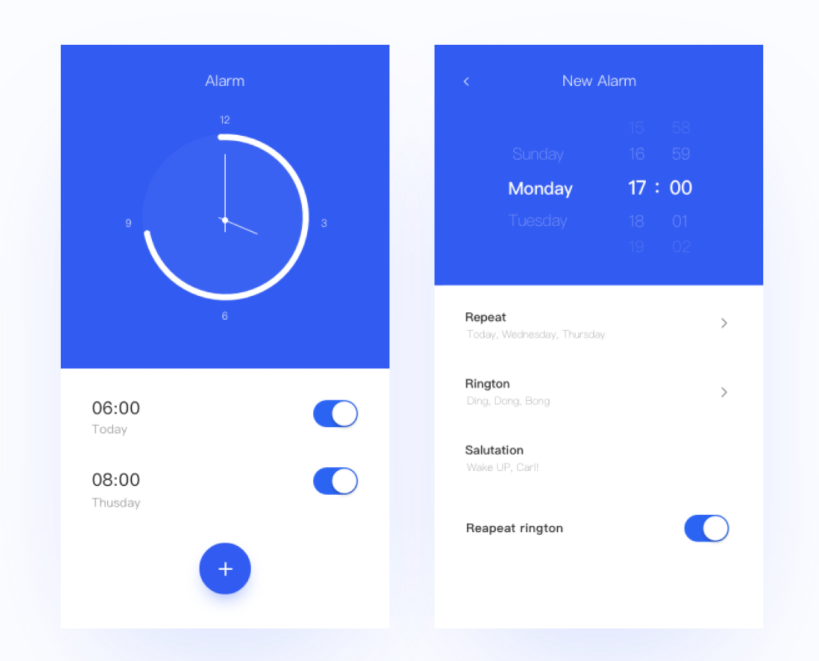 Alarm
12
9
3
6
06:00
Today
08:00
Thusday
+
New Alarm
15 58
Sunday 16 59
Monday 17 : 00
Tuesday 18 01
19 02
Repeat
Today, Wednesday, Thursday
Rington
Ding, Dong, Bong
Salutation
Wake UP, Carl!
Reapeat rington